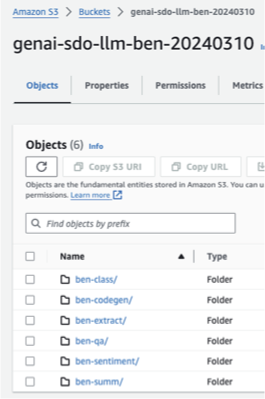 Amazon S3 > Buckets > genai-sdo-llm-ben-20240310
genai-sdo-llm-ben-20240310
Objects Properties Permissions Metrics
Objects (6) Info
Copy S3 URI Copy URL
Objects are the fundamental entities stored in Amazon S3. You can u
permissions. Learn more
Find objects by prefix
Name Type
ben-class/ Folder
ben-codegen/ Folder
ben-extract/ Folder
ben-qa/ Folder
ben-sentiment/ Folder
ben-summ/ Folder